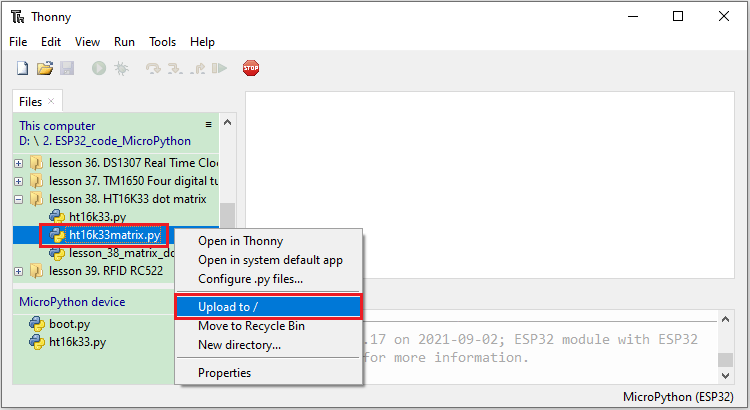 Thonny
File Edit View Run Tools Help
STOP
Files
This computer
D: \ 2. ESP32_code_MicroPython
lesson 36. DS1307 Real Time Cloc
lesson 37. TM1650 Four digital tu
lesson 38. HT16K33 dot matrix
ht16k33.py
ht16k33matrix.py
lesson_38_matrix_do
lesson 39. RFID RC522
Open in Thonny
Open in system default app
Configure .py files...
Upload to /
Move to Recycle Bin
New directory...
Properties
MicroPython device
boot.py
ht16k33.py
.17 on 2021-09-02; ESP32 module with ESP32
for more information.
MicroPython (ESP32)